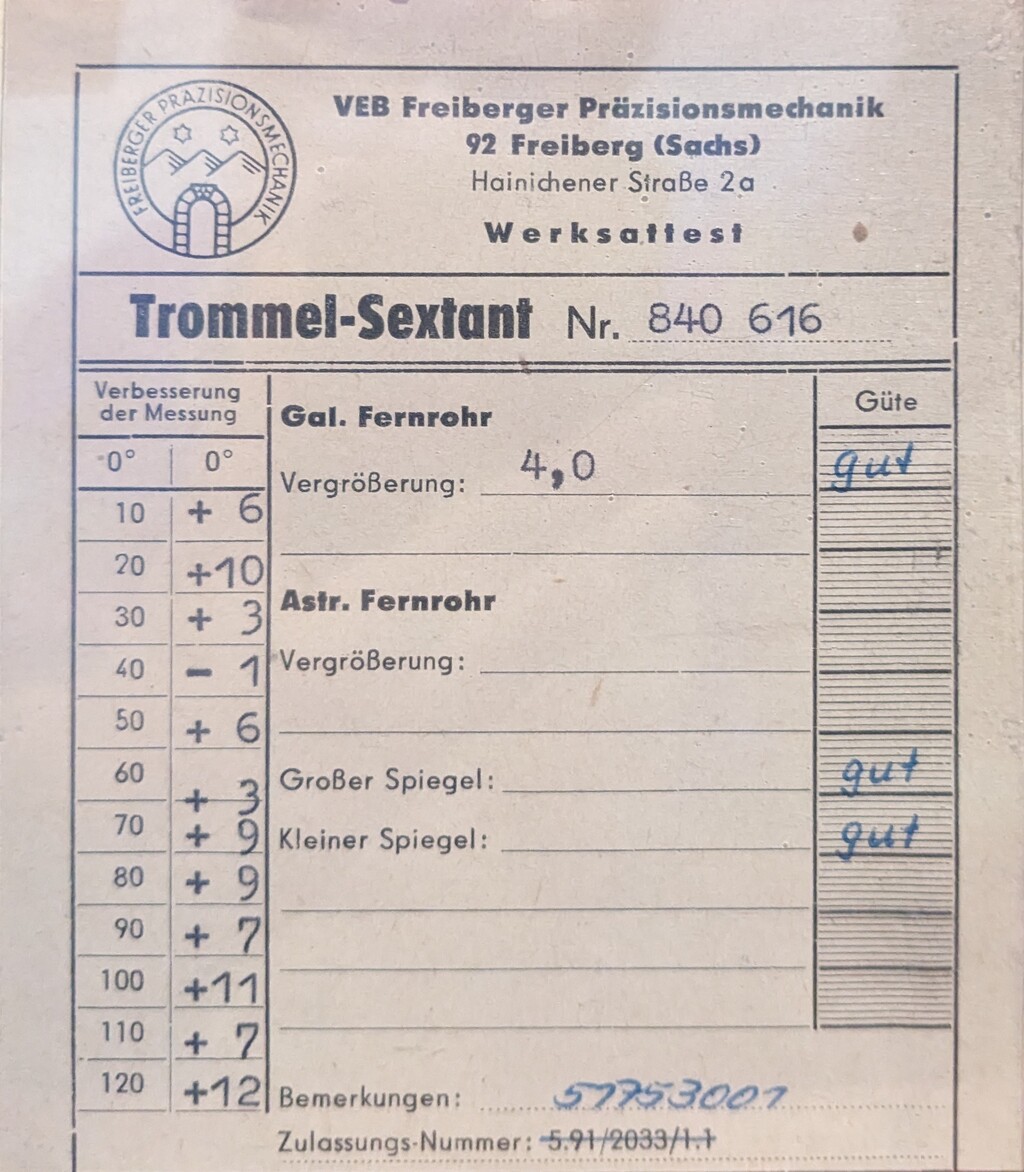 FREIBERGER PRÄZISIONSMECHANIK
VEB Freiberger Präzisionsmechanik
92 Freiberg (Sachs)
Hainichener Straße 2a
Werksattest
Trommel-Sextant Nr. 840 616
Verbesserung
der Messung
0° 0°
10 + 6
20 +10
30 + 3
40 - 1
50 + 6
60 + 3
70 + 9
80 + 9
90 + 7
100 +11
110 + 7
120 +12
Gal. Fernrohr
Vergrößerung: 4,0
Astr. Fernrohr
Vergrößerung:
Großer Spiegel:
Kleiner Spiegel:
Güte
gut
gut
gut
Bemerkungen: 51753001
Zulassungs-Nummer: 5.91/2033/1.1